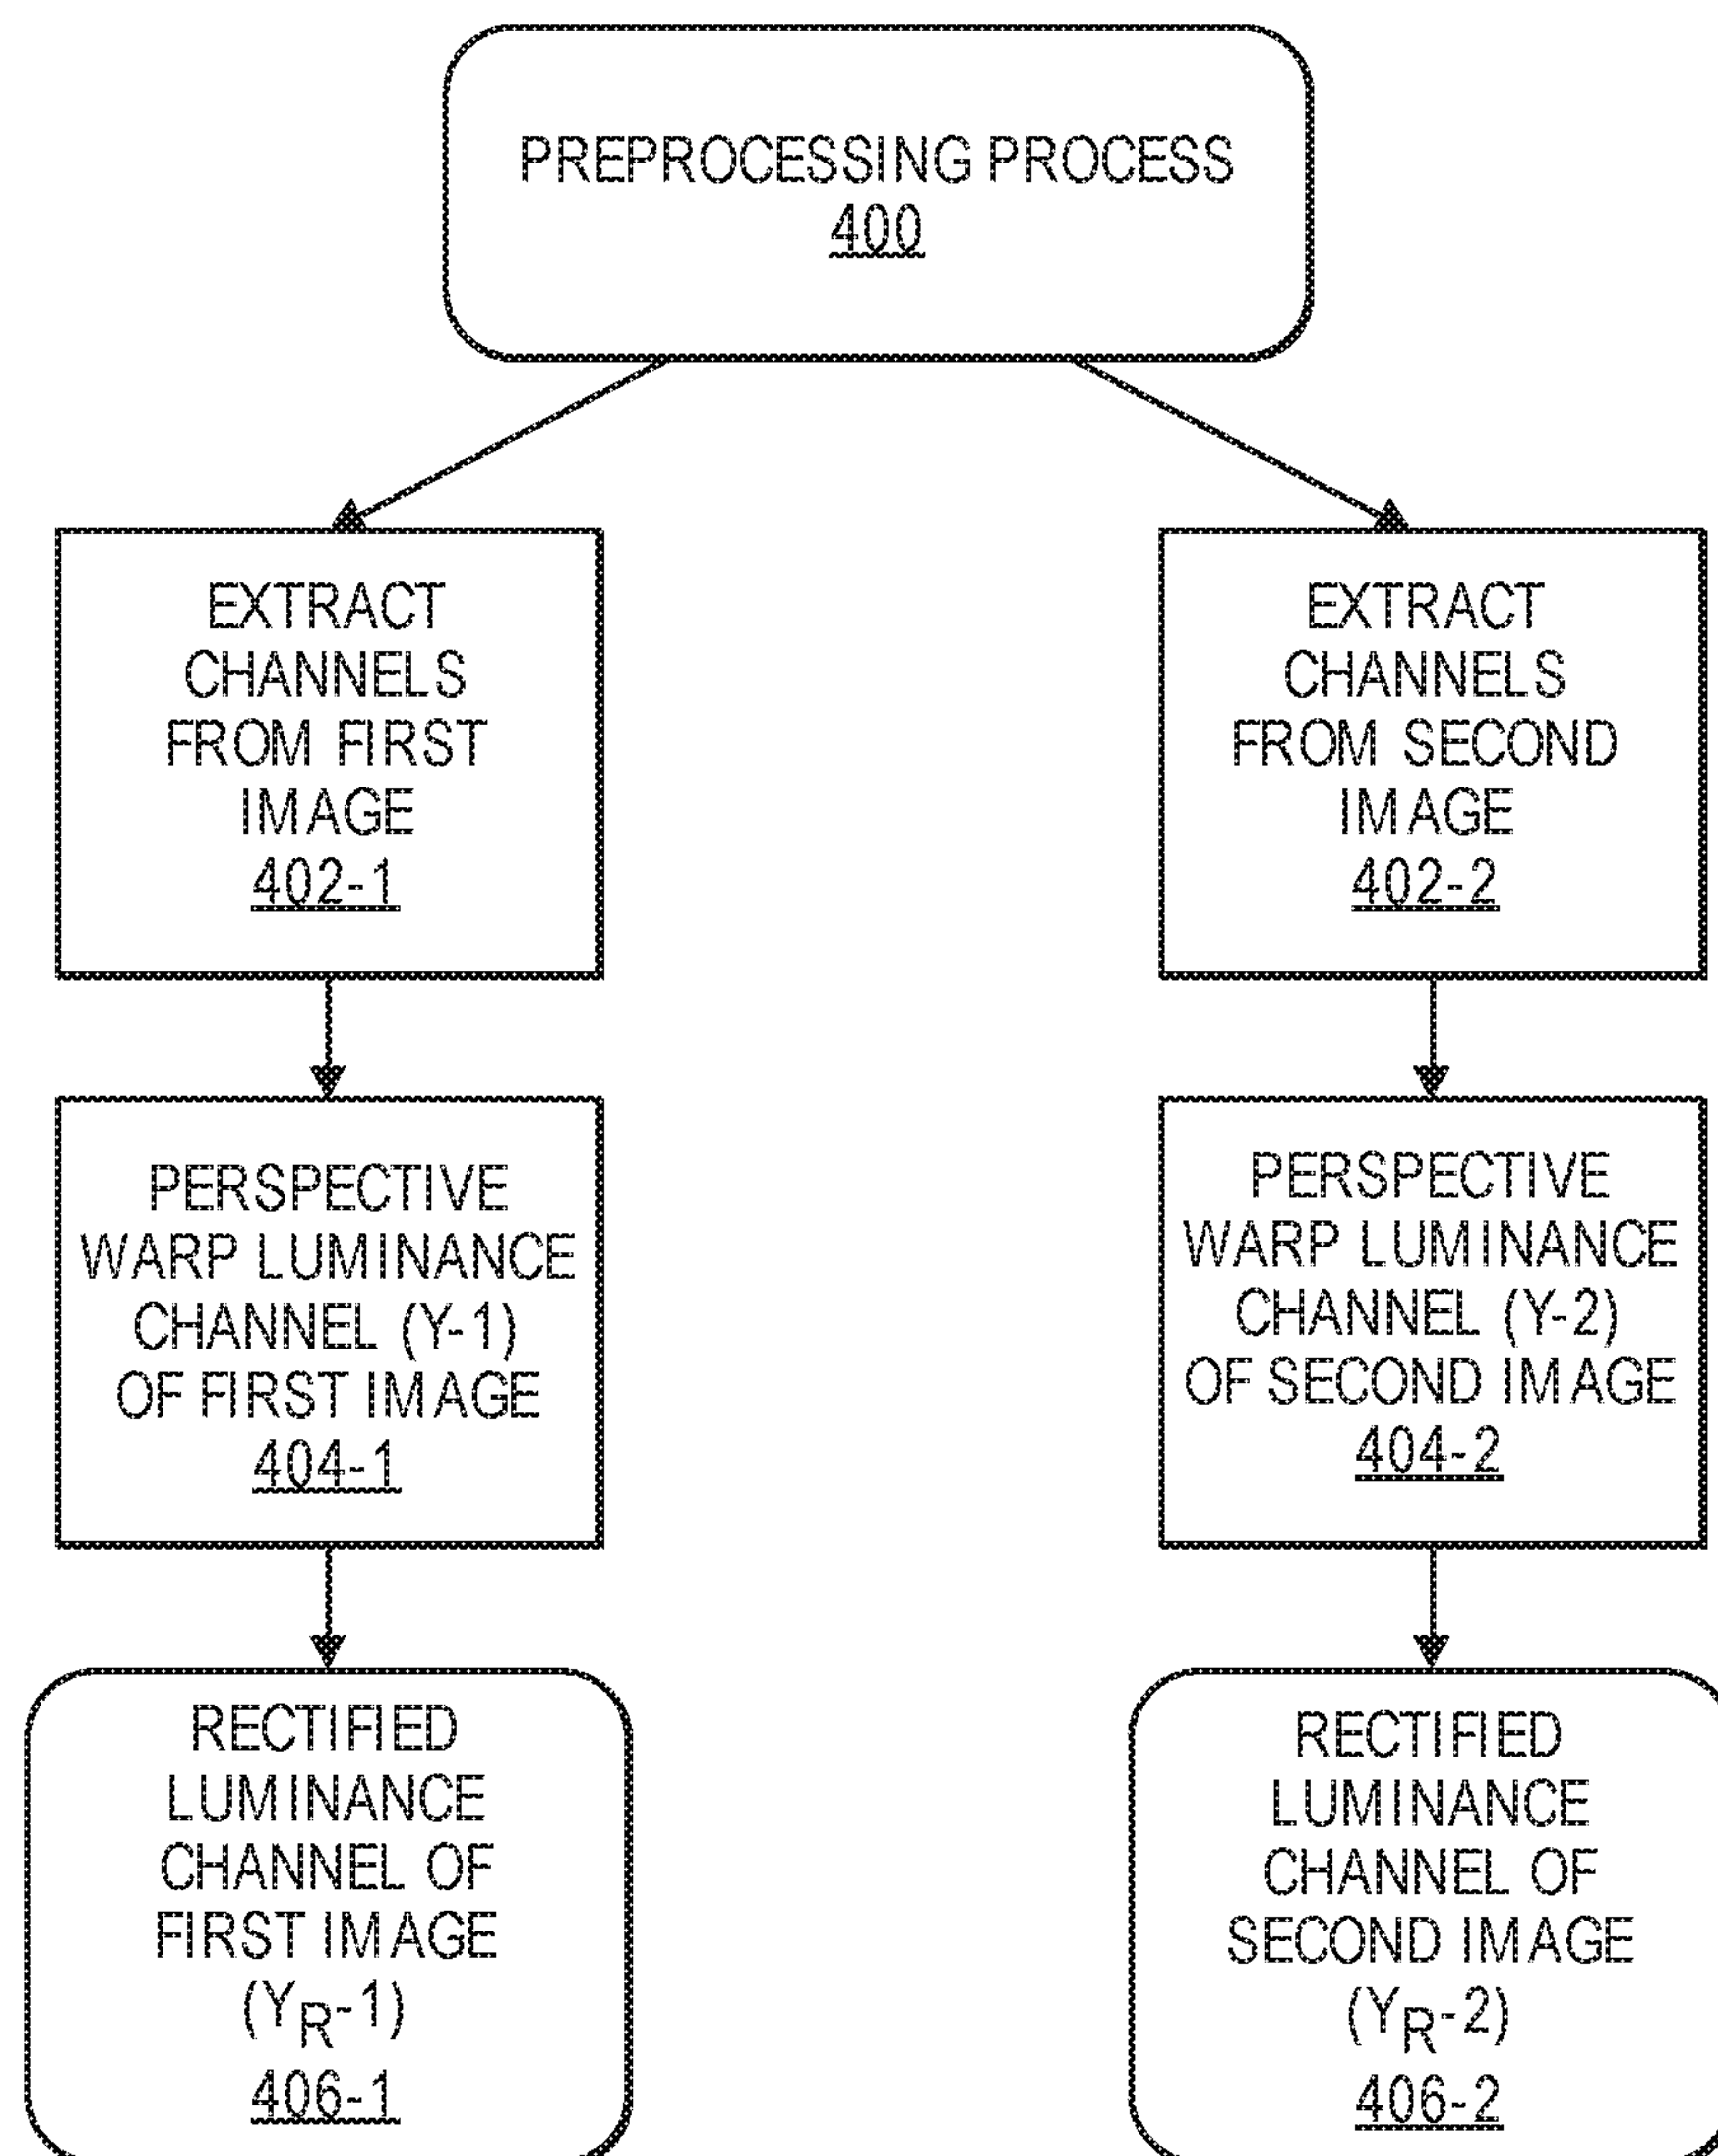 PREPROCESSING PROCESS
400
EXTRACT
CHANNELS
FROM FIRST
IMAGE
402-1
EXTRACT
CHANNELS
FROM SECOND
IMAGE
402-2
PERSPECTIVE
WARP LUMINANCE
CHANNEL (Y-1)
OF FIRST IMAGE
404-1
PERSPECTIVE
WARP LUMINANCE
CHANNEL (Y-2)
OF SECOND IMAGE
404-2
RECTIFIED
LUMINANCE
CHANNEL OF
FIRST IMAGE
(YR-1)
406-1
RECTIFIED
LUMINANCE
CHANNEL OF
SECOND IMAGE
(YR-2)
406-2